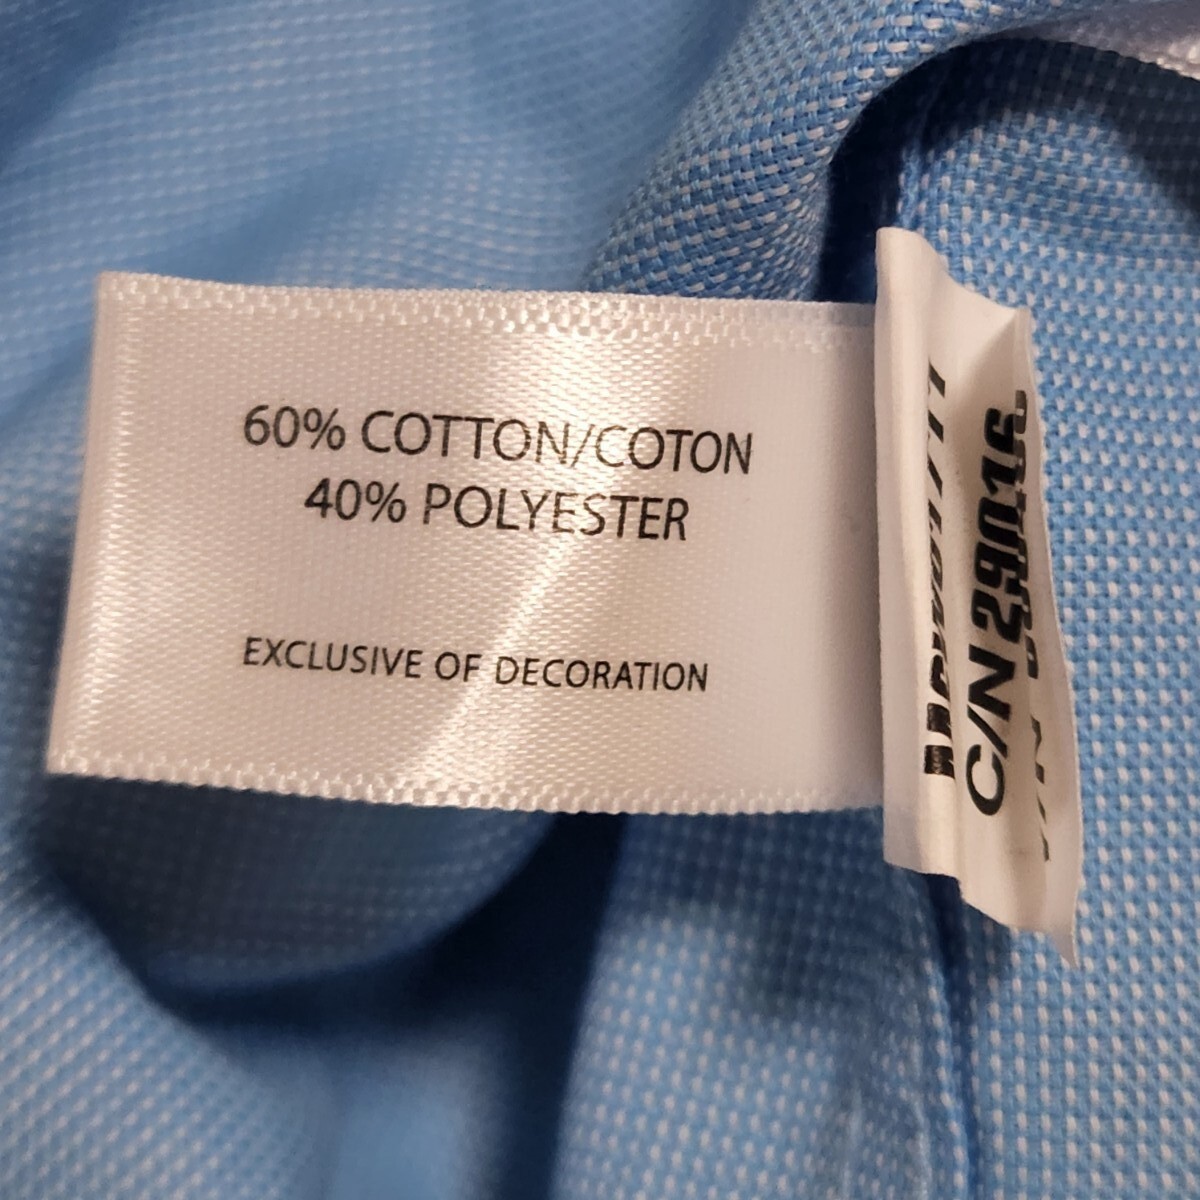 60% COTTON/COTON
40% POLYESTER
EXCLUSIVE OF DECORATION
C/N 29016